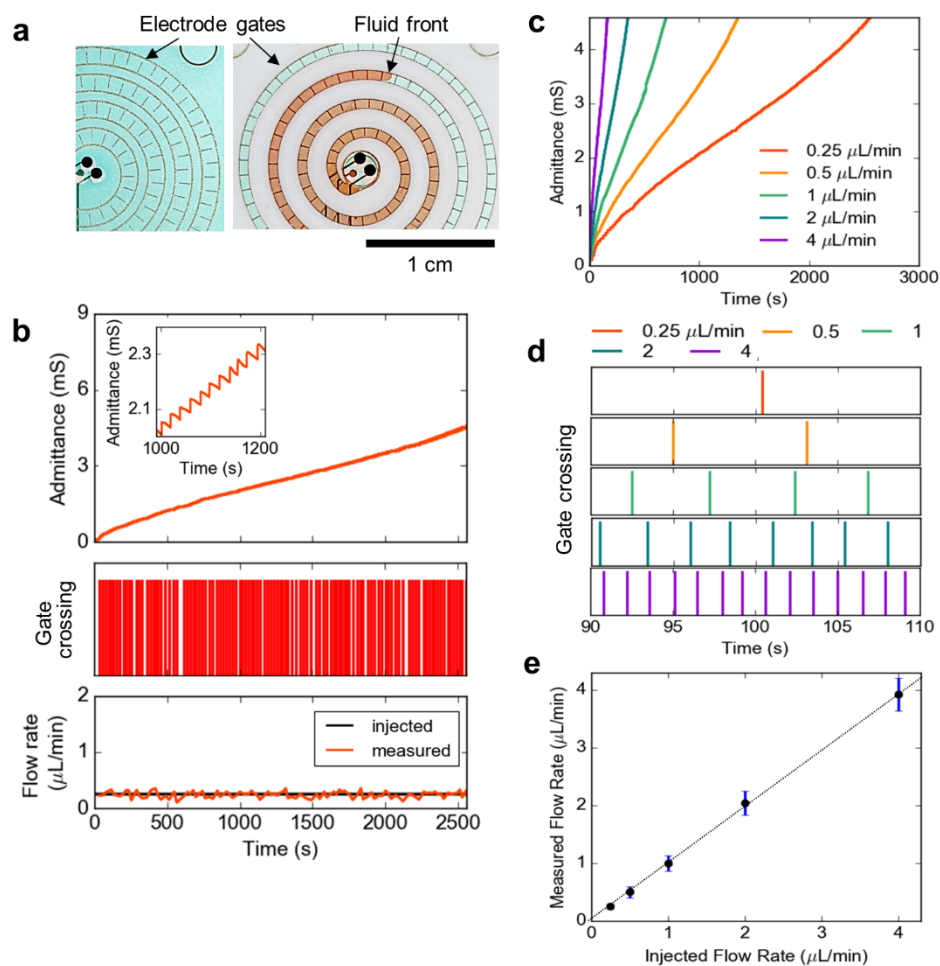 a
Electrode gates
Fluid front
1 cm
b
Admittance (mS)
9
6
3
0
Admittance (mS)
2.3
2.1
1000 1200
Time (s)
Gate
crossing
Flow rate
(μL/min)
2
1
0
injected
measured
0 500 1000 1500 2000 2500
Time (s)
c
Admittance (mS)
4
3
2
1
0
0.25 μL/min
0.5 μL/min
1 μL/min
2 μL/min
4 μL/min
0 1000 2000 3000
Time (s)
d
0.25 μL/min 0.5 1
2 4
Gate crossing
90 95 100 105 110
Time (s)
e
Measured Flow Rate (μL/min)
4
3
2
1
0
0 1 2 3 4
Injected Flow Rate (μL/min)